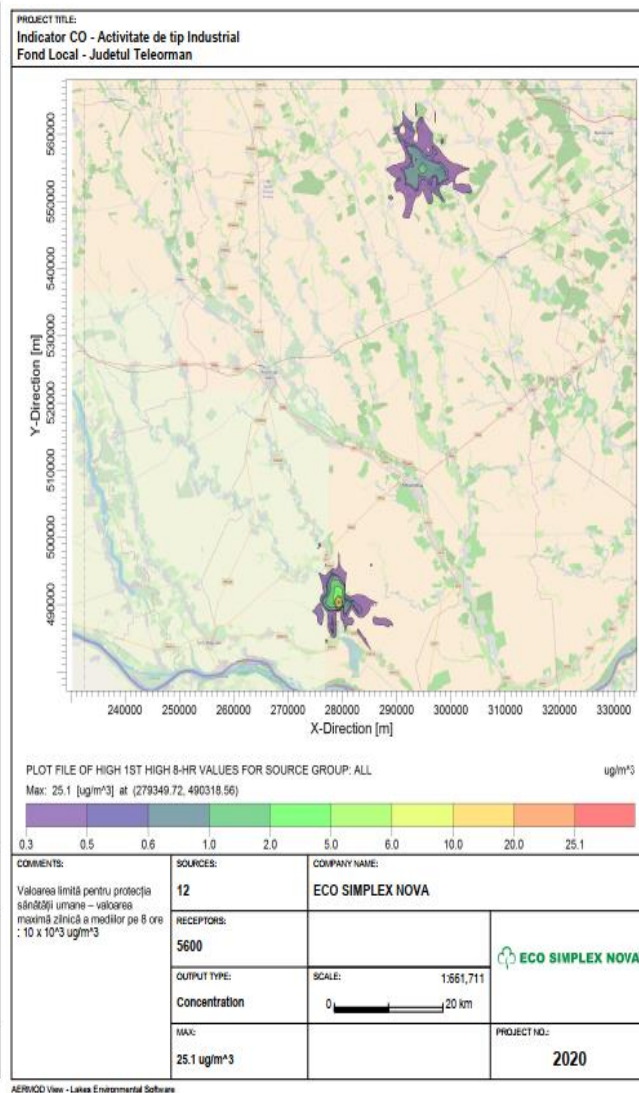 PROJECT TITLE:
Indicator CO - Activitate de tip Industrial
Fond Local - Judetul Teleorman
Y-Direction [m]
560000
550000
540000
530000
520000
510000
500000
490000
240000 250000 260000 270000 280000 290000 300000 310000 320000 330000
X-Direction [m]
PLOT FILE OF HIGH 1ST HIGH 8-HR VALUES FOR SOURCE GROUP: ALL
ug/m^3
Max: 25.1 [ug/m^3] at (279349.72, 490318.56)
0.3 0.5 0.6 1.0 2.0 5.0 6.0 10.0 20.0 25.1
COMMENTS:
Valoarea limită pentru protecția
sănătății umane – valoarea
maximă zilnică a mediilor pe 8 ore
: 10 x 10^3 ug/m^3
SOURCES:
12
COMPANY NAME:
ECO SIMPLEX NOVA
RECEPTORS:
5600
OUTPUT TYPE:
Concentration
SCALE:
1:661,711
0
20 km
ECO SIMPLEX NOVA
MAX:
25.1 ug/m^3
PROJECT NO.:
2020
AERMOD View - Lakes Environmental Software